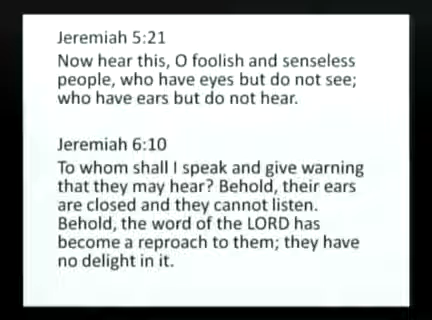 Jeremiah 5:21
Now hear this, O foolish and senseless
people, who have eyes but do not see;
who have ears but do not hear.
Jeremiah 6:10
To whom shall I speak and give warning
that they may hear? Behold, their ears
are closed and they cannot listen.
Behold, the word of the LORD has
become a reproach to them; they have
no delight in it.